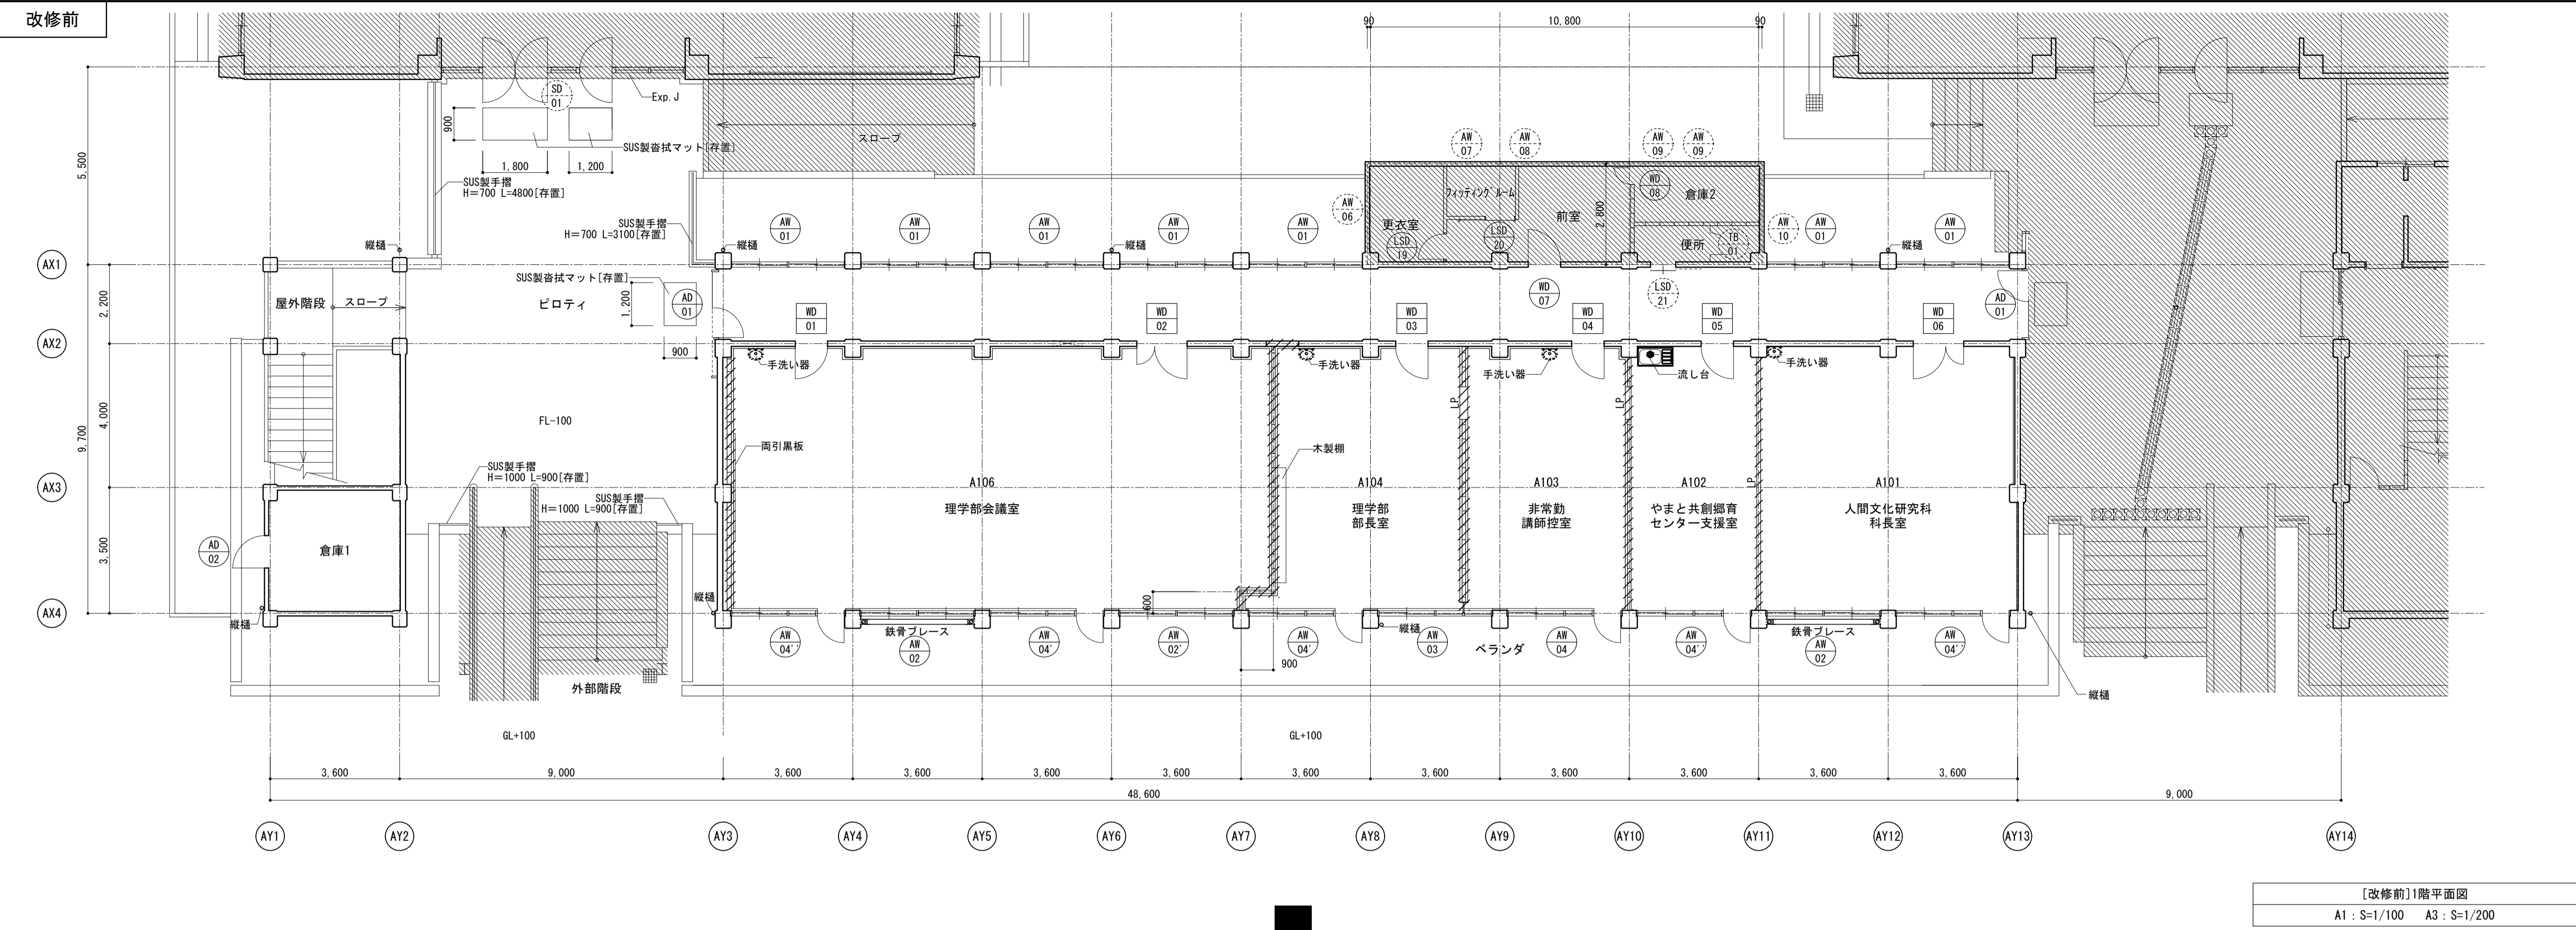 改修前
90
10,800
90
SD
01
Exp.J
900
SUS製沓拭マット[存置]
1,800
1,200
スロープ
5,500
SUS製手摺
H=700 L=4800[存置]
SUS製手摺
H=700 L=3100[存置]
AW
07
AW
08
AW
09
AW
09
WD
08
フィッティングルーム
倉庫2
2,800
更衣室
前室
便所
TB
01
LSD
19
LSD
20
AW
06
AW
10
AW
01
AW
01
AW
01
AW
01
AW
01
AW
01
AW
01
縦樋
縦樋
縦樋
縦樋
AX1
SUS製沓拭マット[存置]
屋外階段
スロープ
ピロティ
1,200
AD
01
900
2,200
WD
01
WD
02
WD
03
WD
07
WD
04
LSD
21
WD
05
WD
06
AD
01
AX2
手洗い器
手洗い器
手洗い器
流し台
手洗い器
LP
LP
LP
4,000
9,700
FL-100
両引黒板
木製棚
SUS製手摺
H=1000 L=900[存置]
SUS製手摺
H=1000 L=900[存置]
AX3
A106
理学部会議室
A104
理学部
部長室
A103
非常勤
講師控室
A102
やまと共創郷育
センター支援室
A101
人間文化研究科
科長室
AD
02
倉庫1
3,500
600
縦樋
縦樋
AX4
AW
04''
鉄骨ブレース
AW
02
AW
04'
AW
02'
AW
04'
縦樋
AW
03
ベランダ
AW
04
AW
04''
鉄骨ブレース
AW
02
AW
04''
900
外部階段
縦樋
GL+100
GL+100
3,600
9,000
3,600
3,600
3,600
3,600
3,600
3,600
3,600
3,600
3,600
3,600
48,600
9,000
AY1
AY2
AY3
AY4
AY5
AY6
AY7
AY8
AY9
AY10
AY11
AY12
AY13
AY14
[改修前]1階平面図
A1 : S=1/100 A3 : S=1/200